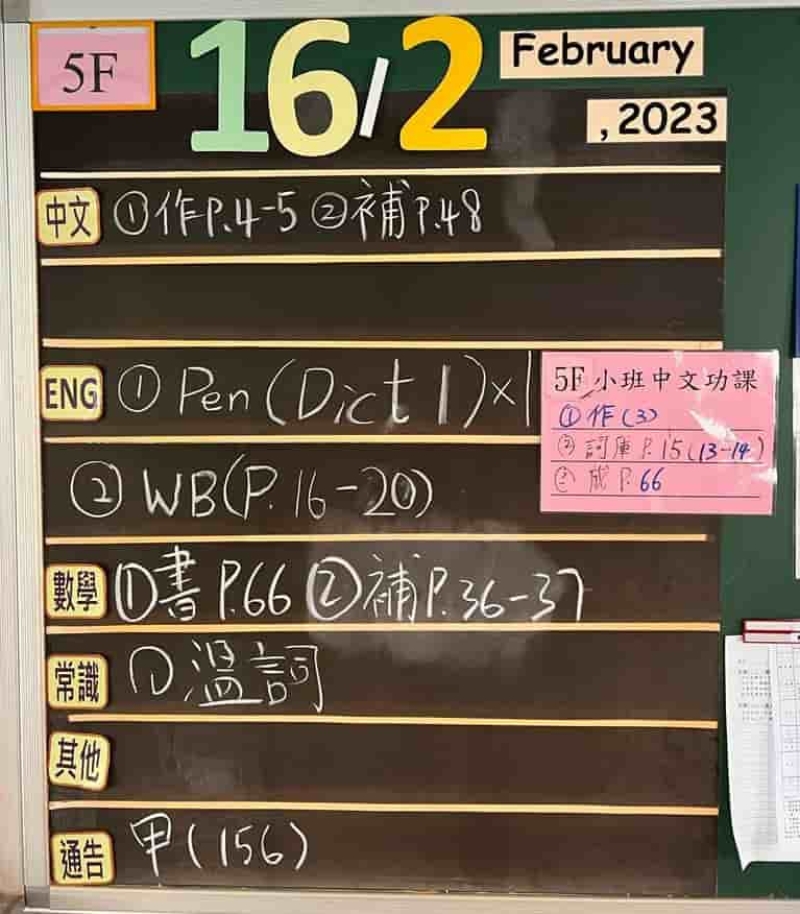 5F
16/2
February
, 2023
中文 ①作P.4-5 ②補P.48
ENG ① Pen (Dict 1)×1
② WB(P.16-20)
5F 小班中文功課
① 作(3)
② 詞庫 P.15(13-14)
③ 成 P.66
數學 ①書P.66 ②補P.36-37
常識 ①溫詞
其他
通告 甲(156)